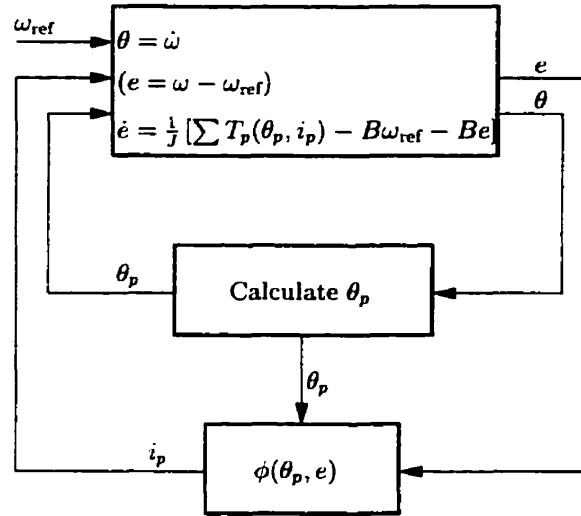 ω_ref
θ = ω̇
(e = ω − ω_ref)
ė = 1/J [∑ T_p(θ_p, i_p) − Bω_ref − Be]
e
θ
θ_p
Calculate θ_p
θ_p
i_p
ϕ(θ_p, e)